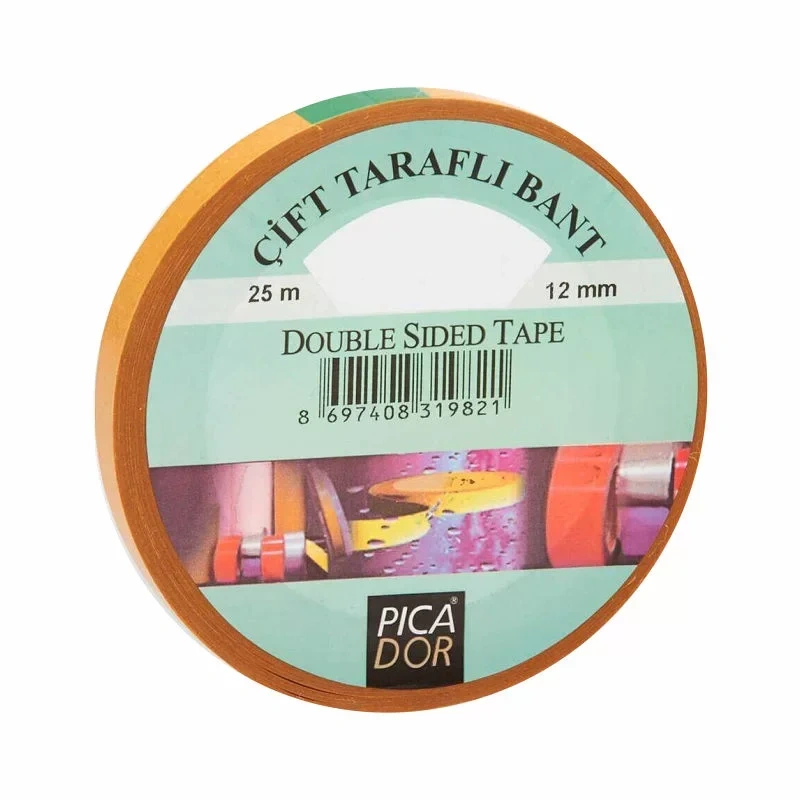 ÇİFT TARAFLI BANT
25 m 12 mm
DOUBLE SIDED TAPE
8 697408 319821
PICA®
DOR